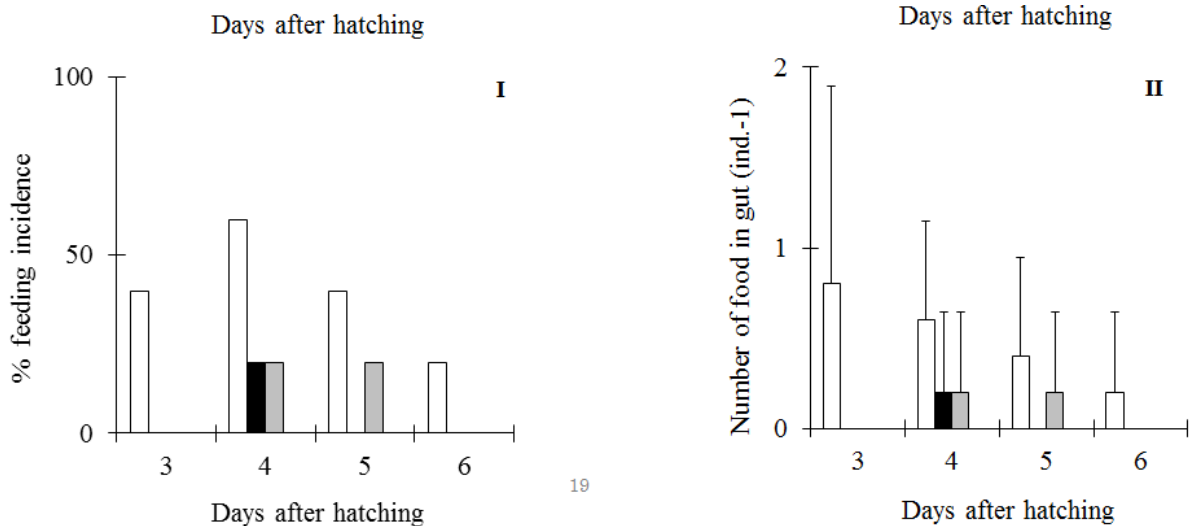 Days after hatching
% feeding incidence
100
50
0
I
3 4 5 6
Days after hatching
19
Days after hatching
Number of food in gut (ind.-1)
2
1
0
II
3 4 5 6
Days after hatching